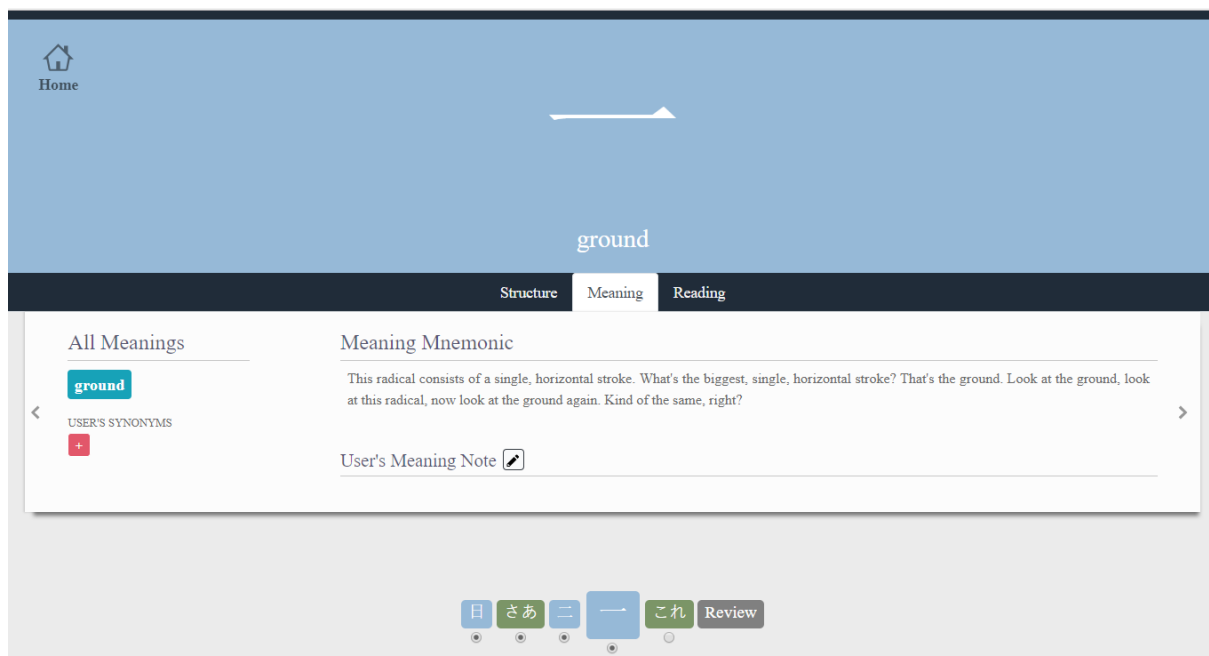 Home
一
ground
Structure Meaning Reading
All Meanings
ground
USER'S SYNONYMS
+
Meaning Mnemonic
This radical consists of a single, horizontal stroke. What's the biggest, single, horizontal stroke? That's the ground. Look at the ground, look
at this radical, now look at the ground again. Kind of the same, right?
User's Meaning Note
日 さあ 二 一 これ Review